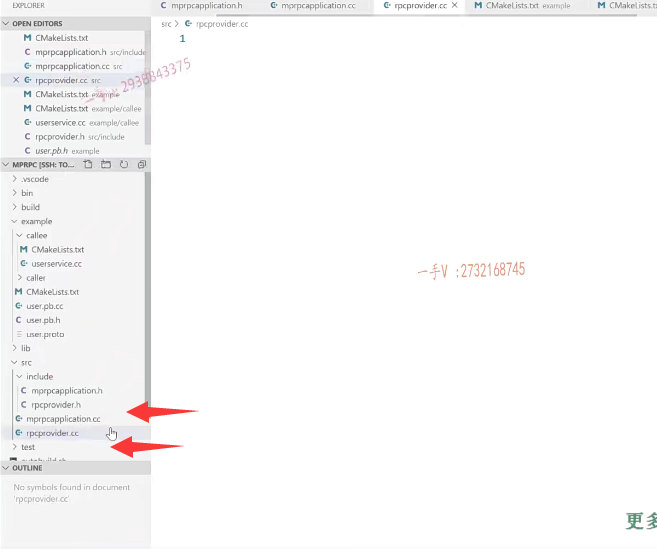 EXPLORER
OPEN EDITORS
CMakeLists.txt
mprpcapplication.h src/include
mprpcapplication.cc src
rpcprovider.cc src
CMakeLists.txt example
CMakeLists.txt example/callee
userservice.cc example/callee
rpcprovider.h src/include
user.pb.h example
MPRPC [SSH: TO...
.vscode
bin
build
example
callee
CMakeLists.txt
userservice.cc
caller
CMakeLists.txt
user.pb.cc
user.pb.h
user.proto
lib
src
include
mprpcapplication.h
rpcprovider.h
mprpcapplication.cc
rpcprovider.cc
test
autobuild.sh
OUTLINE
No symbols found in document
'rpcprovider.cc'
mprpcapplication.h
mprpcapplication.cc
rpcprovider.cc
CMakeLists.txt example
CMakeLists.txt
src > rpcprovider.cc
1
2938843375
一手V :2732168745
更多